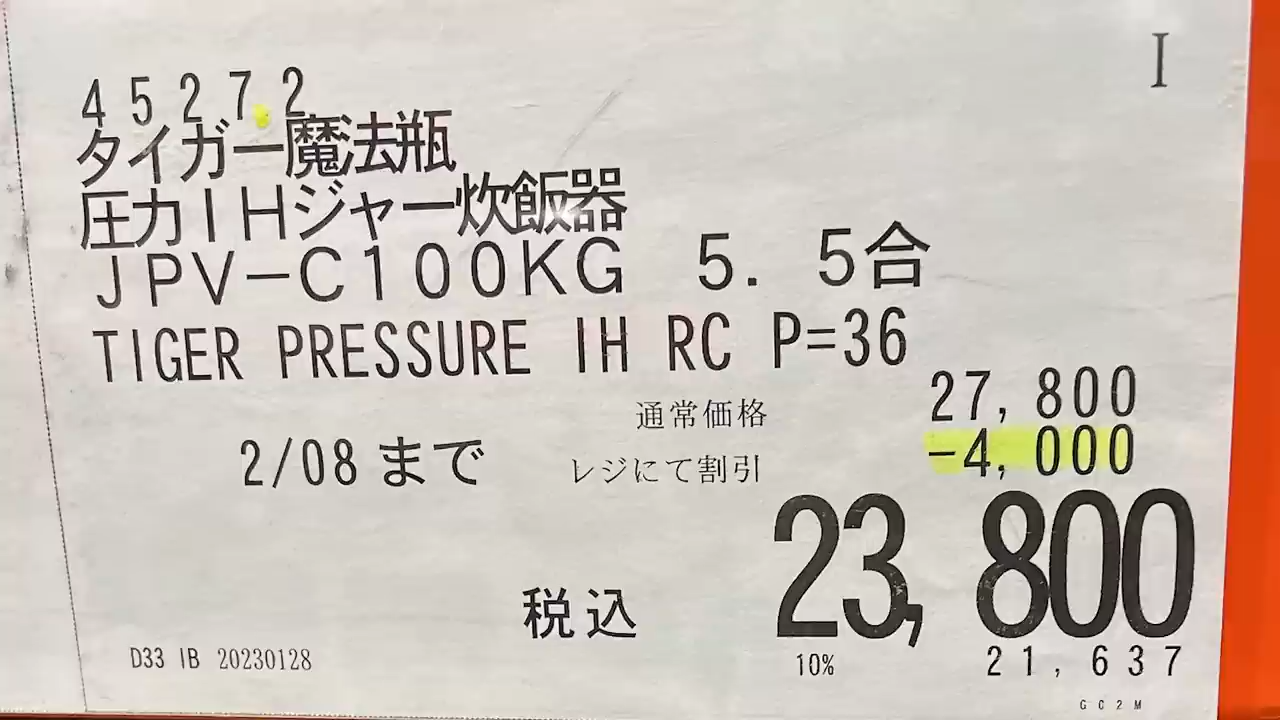 I
45272
タイガー魔法瓶
圧力IHジャー炊飯器
JPV-C100KG 5.5合
TIGER PRESSURE IH RC P=36
通常価格 27,800
2/08まで レジにて割引 -4,000
税込 23,800
D33 IB 20230128 10% 21,637
GC2M